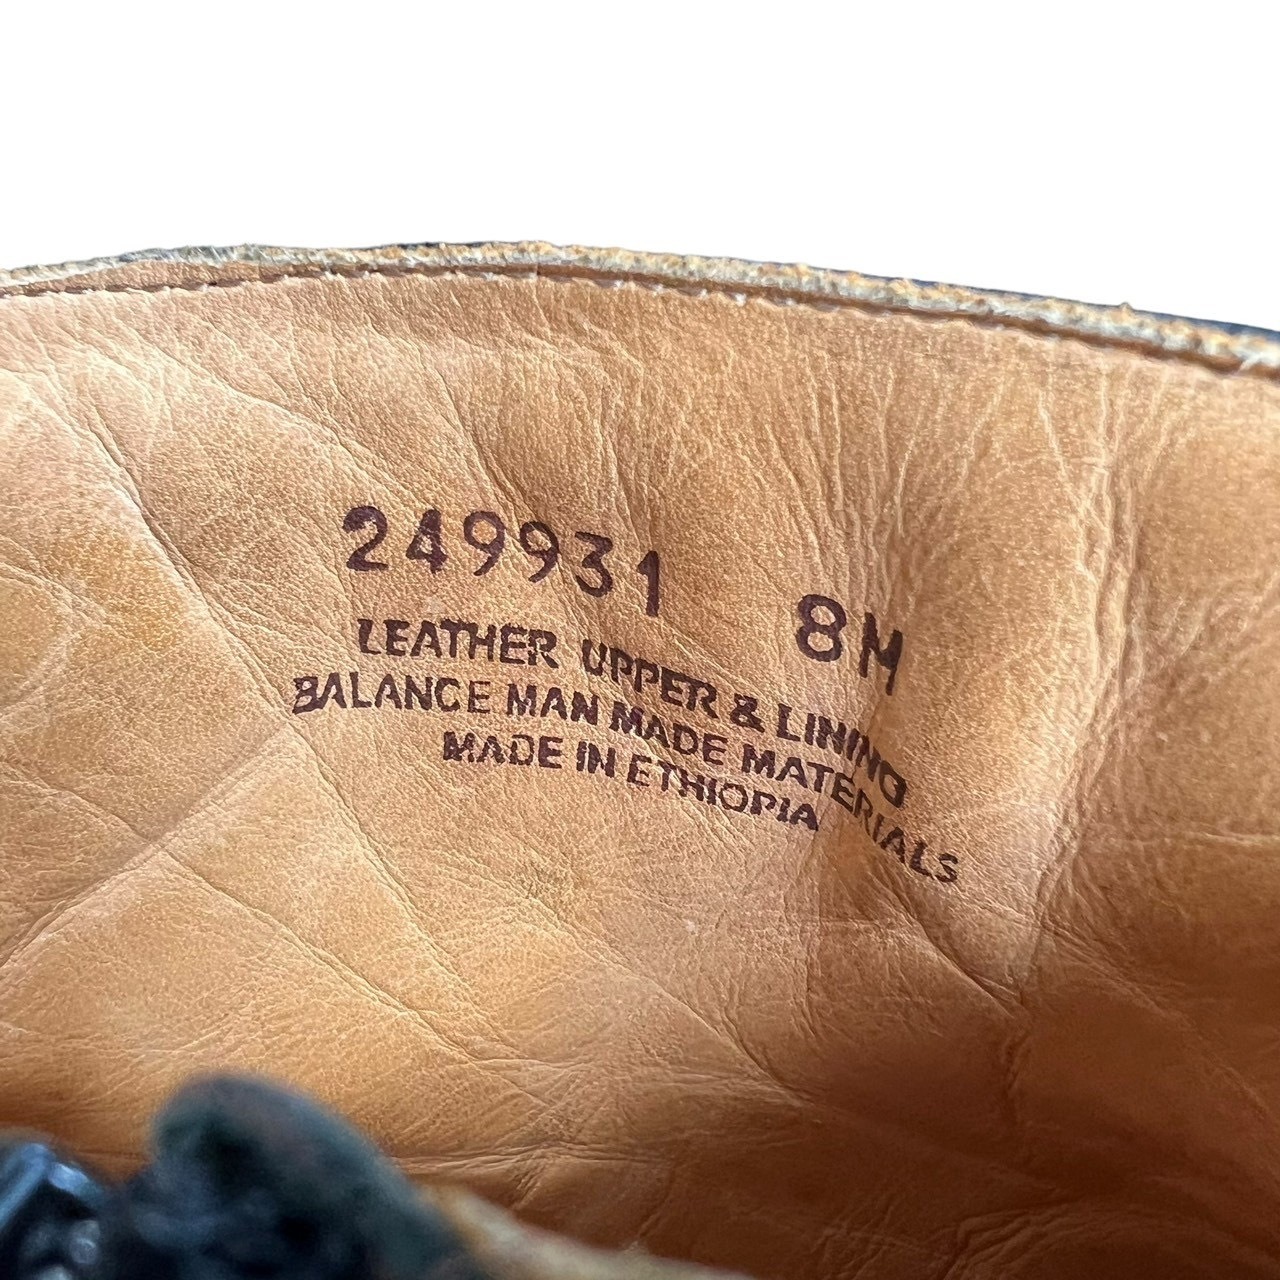 249931 8M
LEATHER UPPER & LINING
BALANCE MAN MADE MATERIALS
MADE IN ETHIOPIA